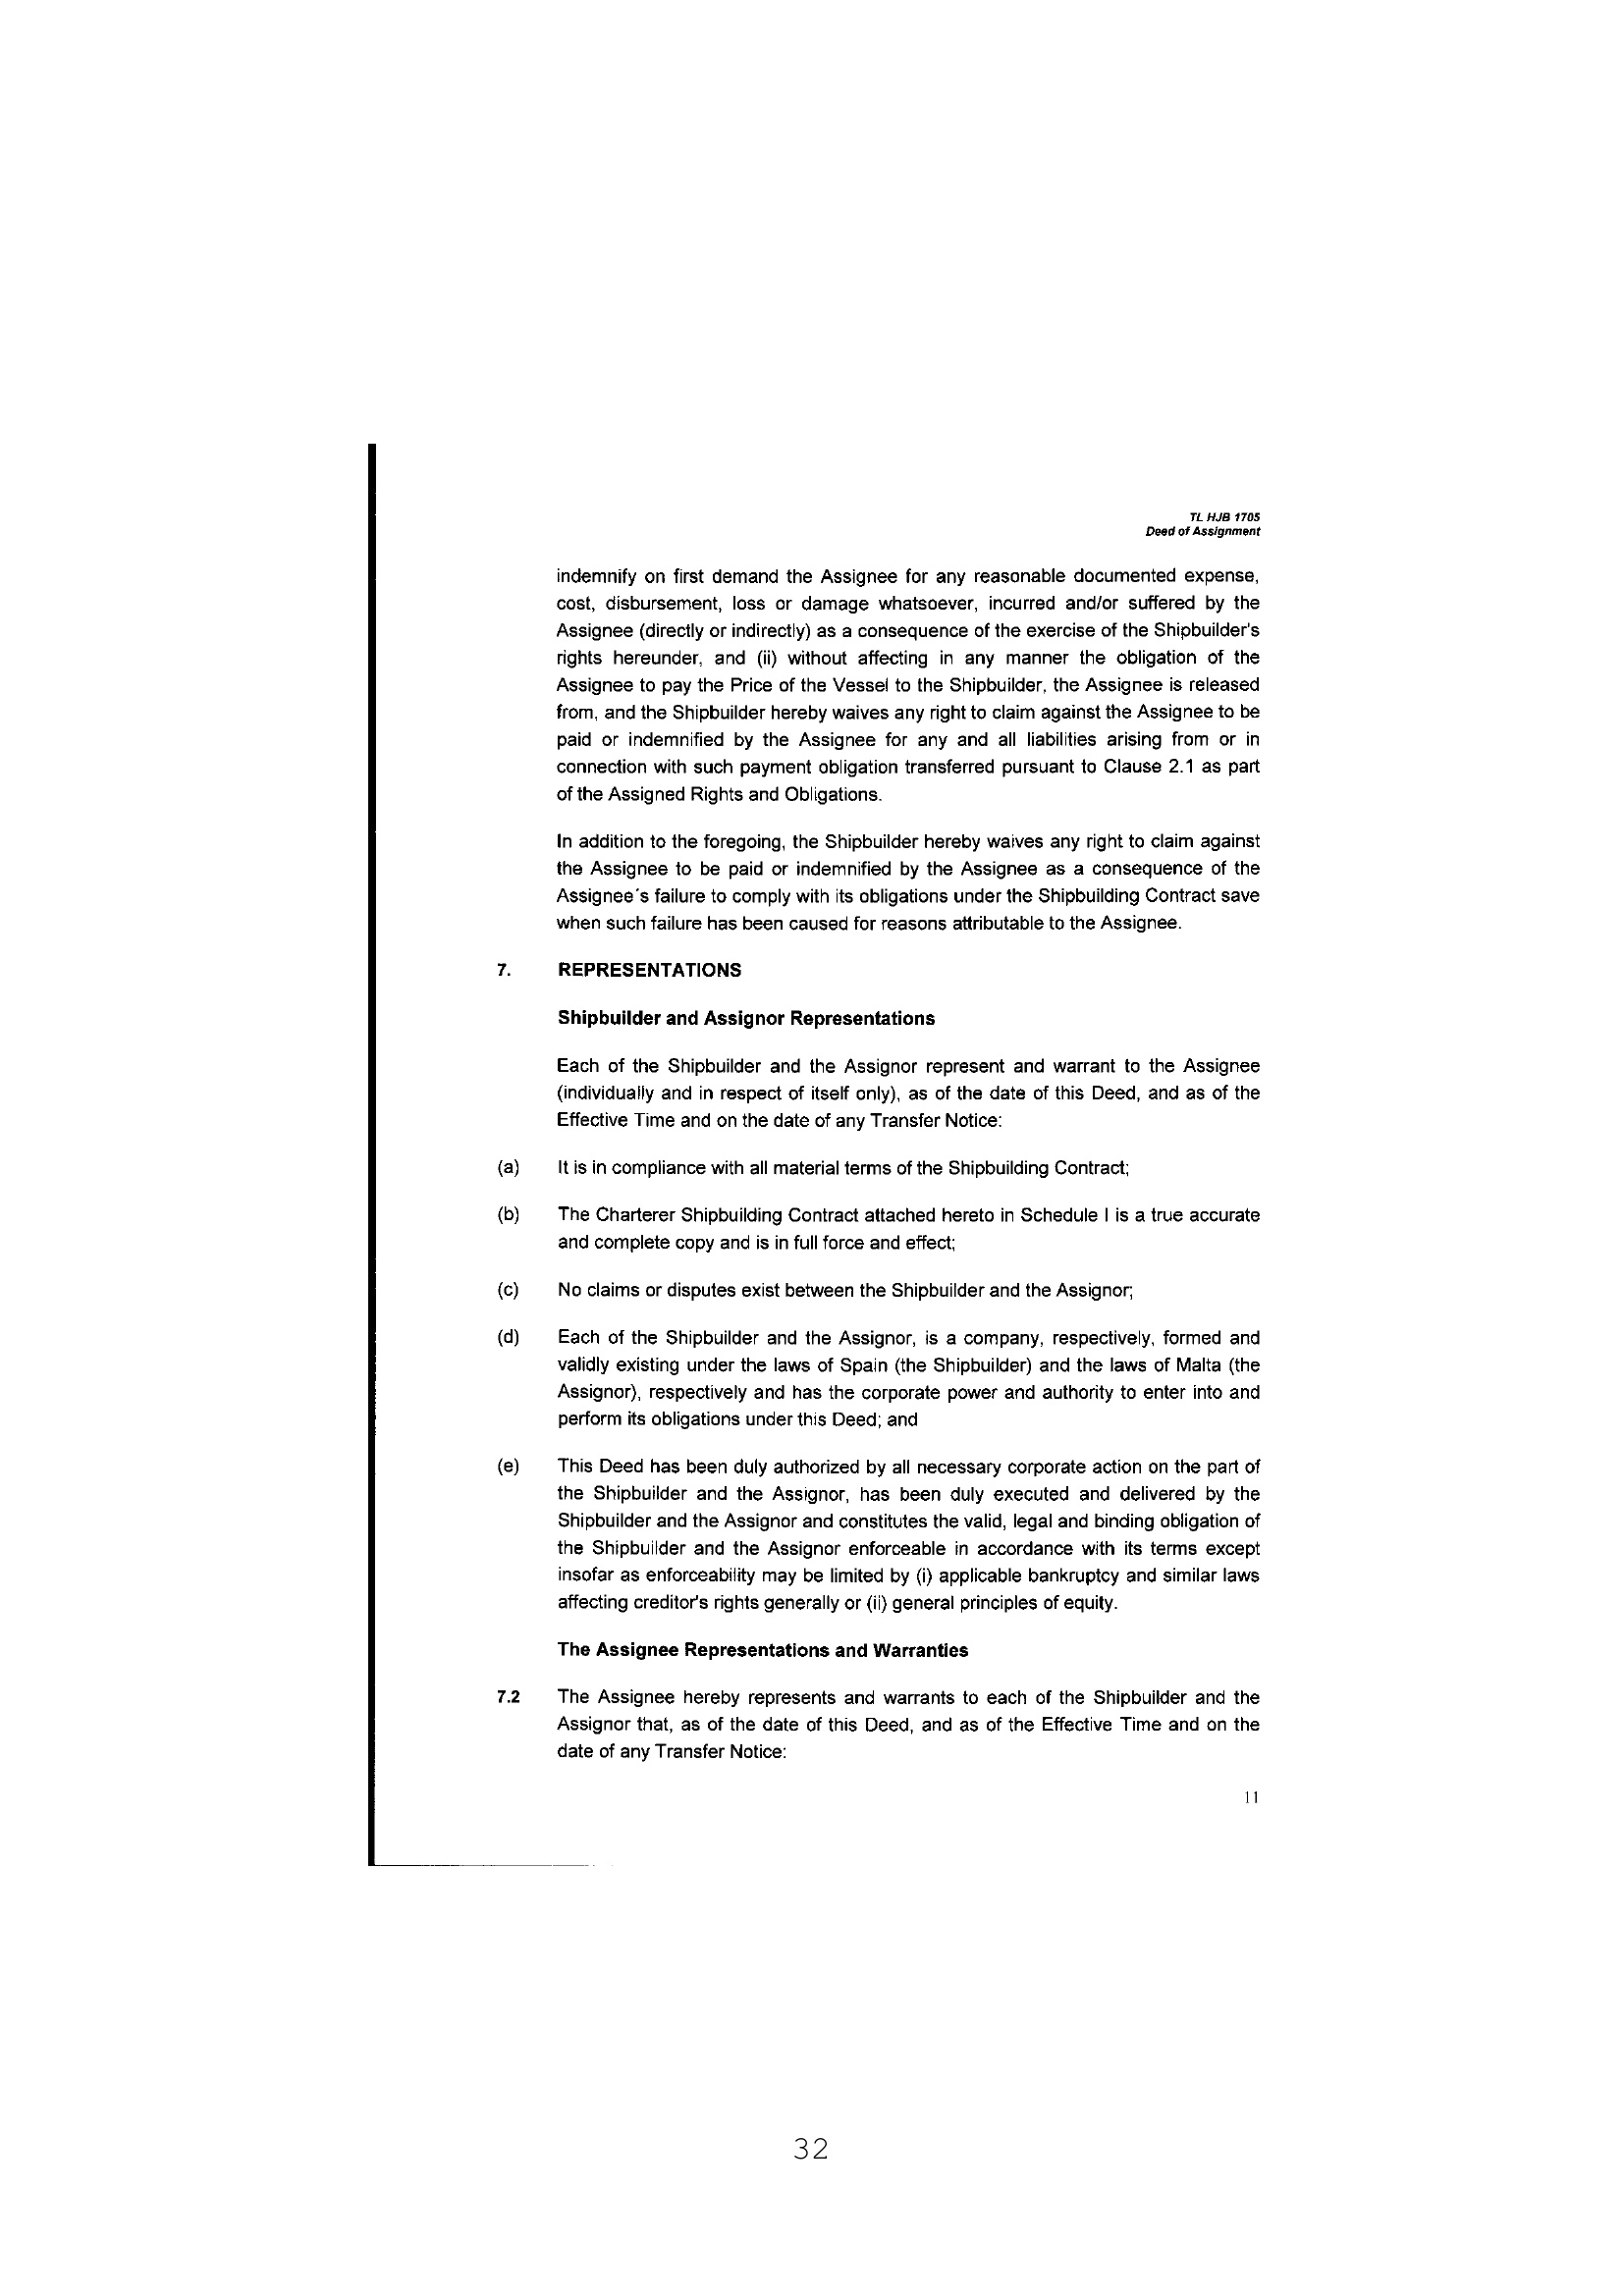 TL HJB 1705
Deed of Assignment
indemnify on first demand the Assignee for any reasonable documented expense,
cost, disbursement, loss or damage whatsoever, incurred and/or suffered by the
Assignee (directly or indirectly) as a consequence of the exercise of the Shipbuilder's
rights hereunder, and (ii) without affecting in any manner the obligation of the
Assignee to pay the Price of the Vessel to the Shipbuilder, the Assignee is released
from, and the Shipbuilder hereby waives any right to claim against the Assignee to be
paid or indemnified by the Assignee for any and all liabilities arising from or in
connection with such payment obligation transferred pursuant to Clause 2.1 as part
of the Assigned Rights and Obligations.
In addition to the foregoing, the Shipbuilder hereby waives any right to claim against
the Assignee to be paid or indemnified by the Assignee as a consequence of the
Assignee´s failure to comply with its obligations under the Shipbuilding Contract save
when such failure has been caused for reasons attributable to the Assignee.
7. REPRESENTATIONS
Shipbuilder and Assignor Representations
Each of the Shipbuilder and the Assignor represent and warrant to the Assignee
(individually and in respect of itself only), as of the date of this Deed, and as of the
Effective Time and on the date of any Transfer Notice:
(a) It is in compliance with all material terms of the Shipbuilding Contract;
(b) The Charterer Shipbuilding Contract attached hereto in Schedule I is a true accurate
and complete copy and is in full force and effect;
(c) No claims or disputes exist between the Shipbuilder and the Assignor;
(d) Each of the Shipbuilder and the Assignor, is a company, respectively, formed and
validly existing under the laws of Spain (the Shipbuilder) and the laws of Malta (the
Assignor), respectively and has the corporate power and authority to enter into and
perform its obligations under this Deed; and
(e) This Deed has been duly authorized by all necessary corporate action on the part of
the Shipbuilder and the Assignor, has been duly executed and delivered by the
Shipbuilder and the Assignor and constitutes the valid, legal and binding obligation of
the Shipbuilder and the Assignor enforceable in accordance with its terms except
insofar as enforceability may be limited by (i) applicable bankruptcy and similar laws
affecting creditor's rights generally or (ii) general principles of equity.
The Assignee Representations and Warranties
7.2 The Assignee hereby represents and warrants to each of the Shipbuilder and the
Assignor that, as of the date of this Deed, and as of the Effective Time and on the
date of any Transfer Notice:
11
32